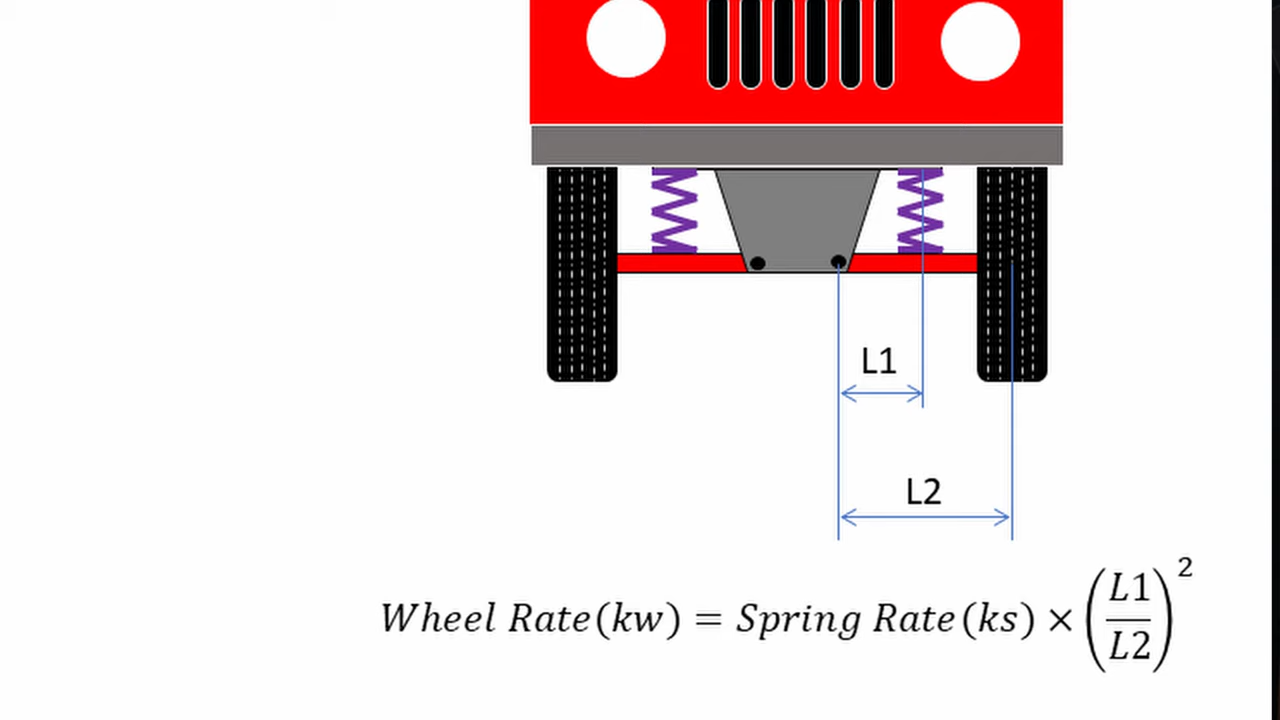 L1
L2
Wheel Rate(kw) = Spring Rate(ks) × (L1/L2)²